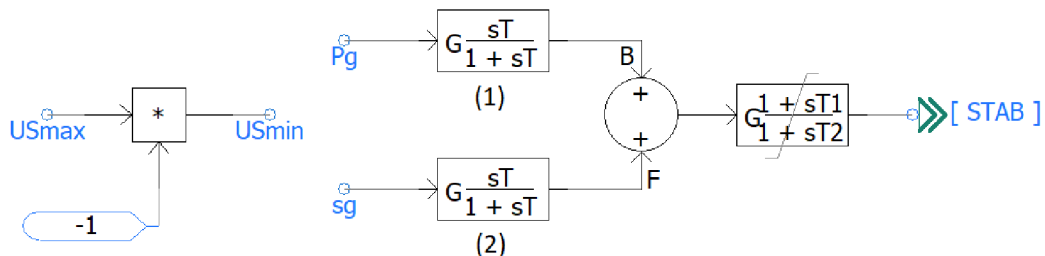 USmax
*
USmin
-1
Pg
G sT
1 + sT
(1)
B
+
+
F
sg
G sT
1 + sT
(2)
G 1 + sT1
1 + sT2
[ STAB ]